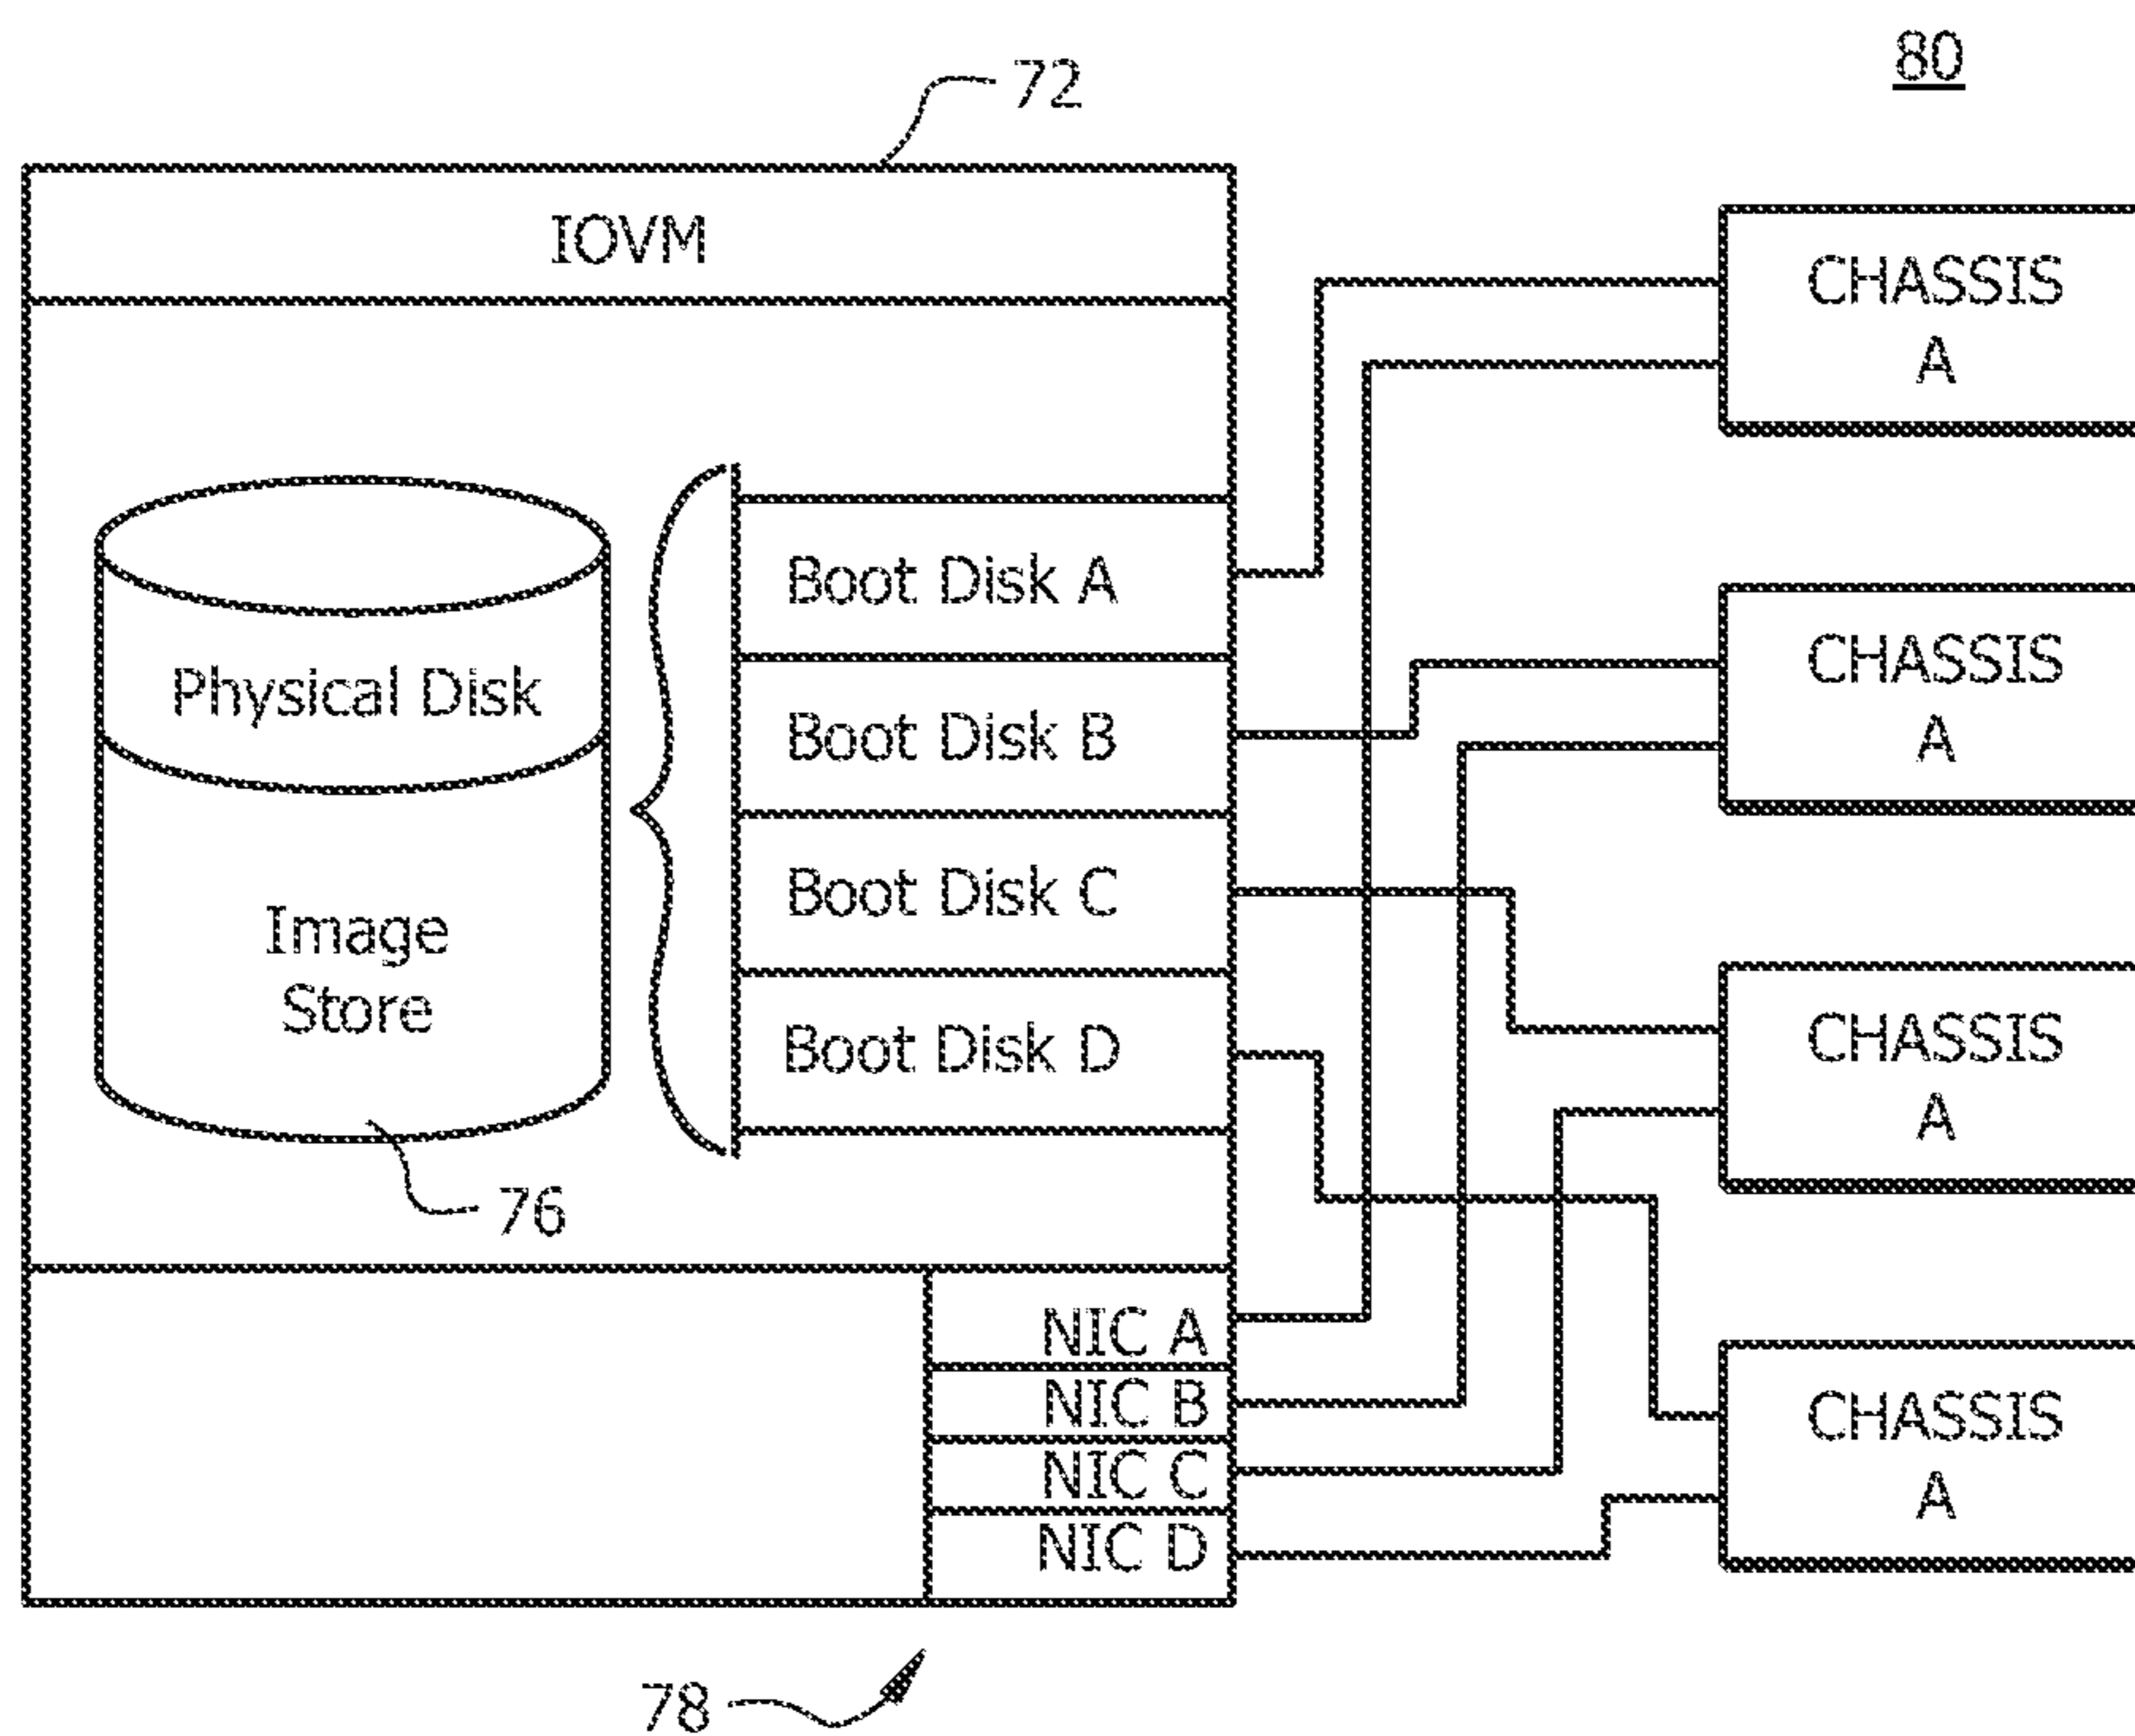 80
72
IOVM
CHASSIS
A
Physical Disk
Image
Store
76
Boot Disk A
Boot Disk B
Boot Disk C
Boot Disk D
CHASSIS
A
CHASSIS
A
NIC A
NIC B
NIC C
NIC D
CHASSIS
A
78